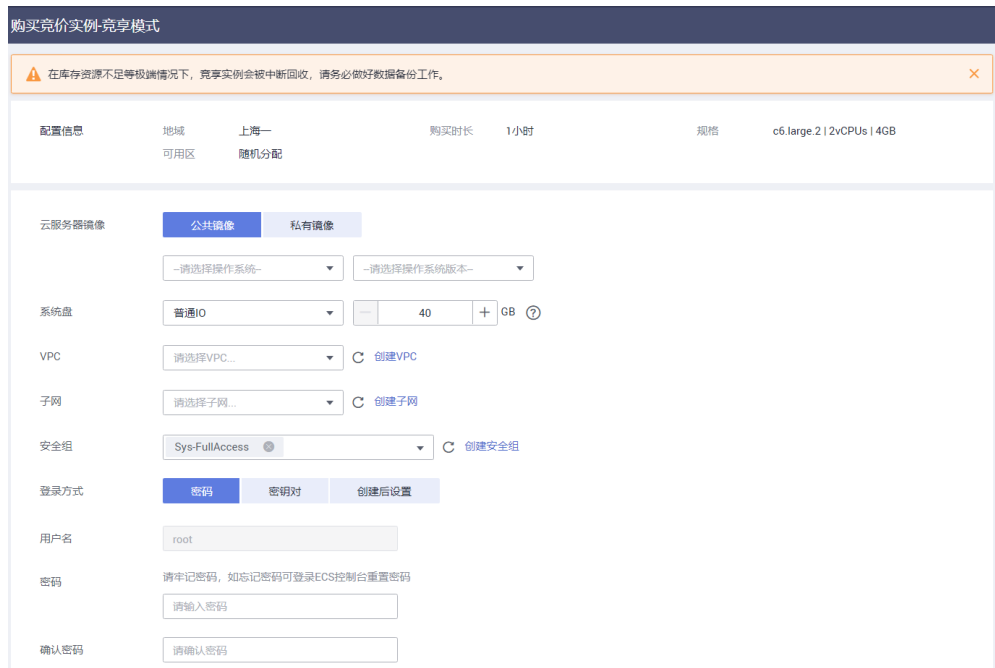 购买竞价实例-竞享模式
在库存资源不足等极端情况下，竞享实例会被中断回收，请务必做好数据备份工作。
配置信息 地域 上海一 购买时长 1小时 规格 c6.large.2 | 2vCPUs | 4GB
可用区 随机分配
云服务器镜像 公共镜像 私有镜像
--请选择操作系统-- --请选择操作系统版本--
系统盘 普通IO 40 GB
VPC 请选择VPC... 创建VPC
子网 请选择子网... 创建子网
安全组 Sys-FullAccess 创建安全组
登录方式 密码 密钥对 创建后设置
用户名 root
密码 请牢记密码，如忘记密码可登录ECS控制台重置密码
请输入密码
确认密码 请确认密码